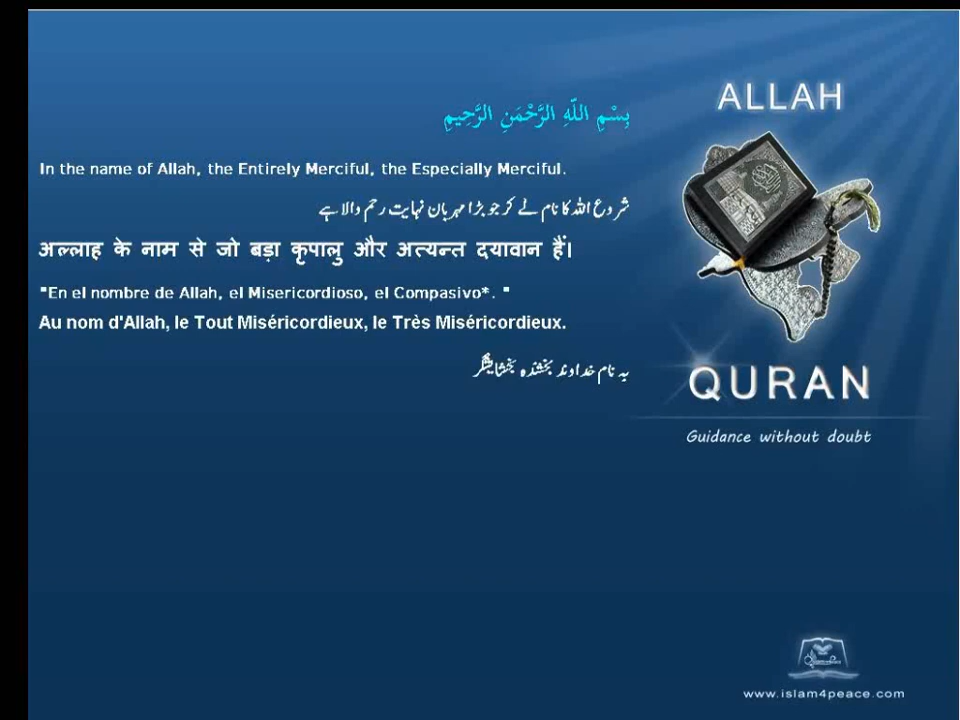 بِسْمِ اللَّهِ الرَّحْمَنِ الرَّحِيمِ
In the name of Allah, the Entirely Merciful, the Especially Merciful.
شروع اللہ کا نام لے کر جو بڑا مہربان نہایت رحم والا ہے
अल्लाह के नाम से जो बड़ा कृपालु और अत्यन्त दयावान हैं।
"En el nombre de Allah, el Misericordioso, el Compasivo*. "
Au nom d'Allah, le Tout Miséricordieux, le Très Miséricordieux.
به نام خداوند بخشنده بخشایشگر
ALLAH
QURAN
Guidance without doubt
www.islam4peace.com